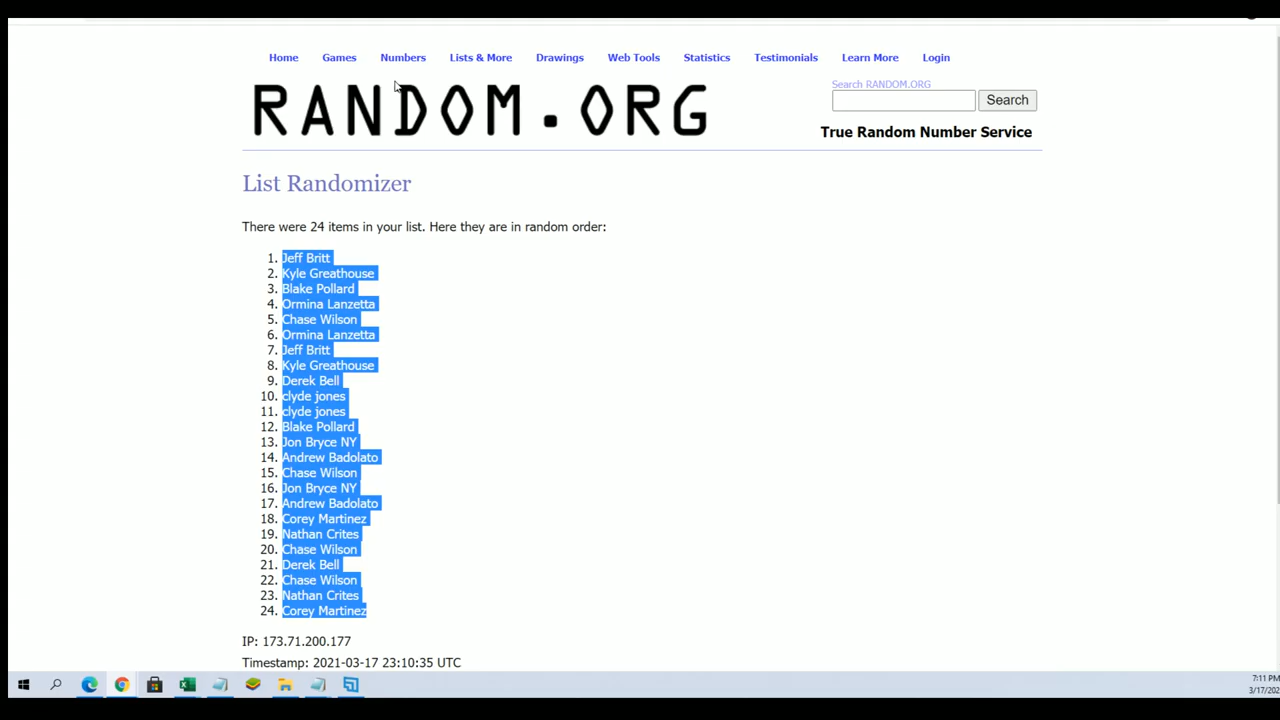 Home Games Numbers Lists & More Drawings Web Tools Statistics Testimonials Learn More Login
RANDOM.ORG
Search RANDOM.ORG
Search
True Random Number Service
List Randomizer
There were 24 items in your list. Here they are in random order:
1. Jeff Britt
2. Kyle Greathouse
3. Blake Pollard
4. Ormina Lanzetta
5. Chase Wilson
6. Ormina Lanzetta
7. Jeff Britt
8. Kyle Greathouse
9. Derek Bell
10. clyde jones
11. clyde jones
12. Blake Pollard
13. Jon Bryce NY
14. Andrew Badolato
15. Chase Wilson
16. Jon Bryce NY
17. Andrew Badolato
18. Corey Martinez
19. Nathan Crites
20. Chase Wilson
21. Derek Bell
22. Chase Wilson
23. Nathan Crites
24. Corey Martinez
IP: 173.71.200.177
Timestamp: 2021-03-17 23:10:35 UTC
7:11 PM
3/17/202